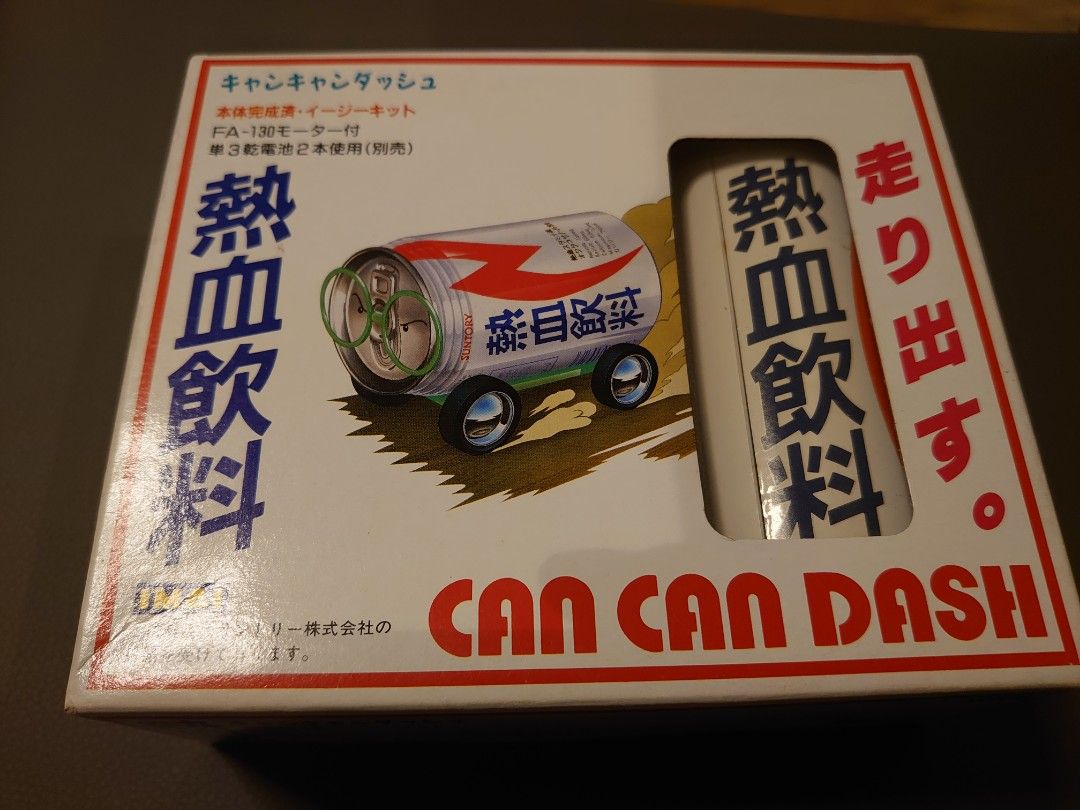 キャンキャンダッシュ
本体完成済・イージーキット
FA-130モーター付
単3乾電池2本使用(別売)
熱血飲料
SUNTORY
熱血飲料
熱血飲料
走り出す。
IMAI
リー株式会社の
CAN CAN DASH